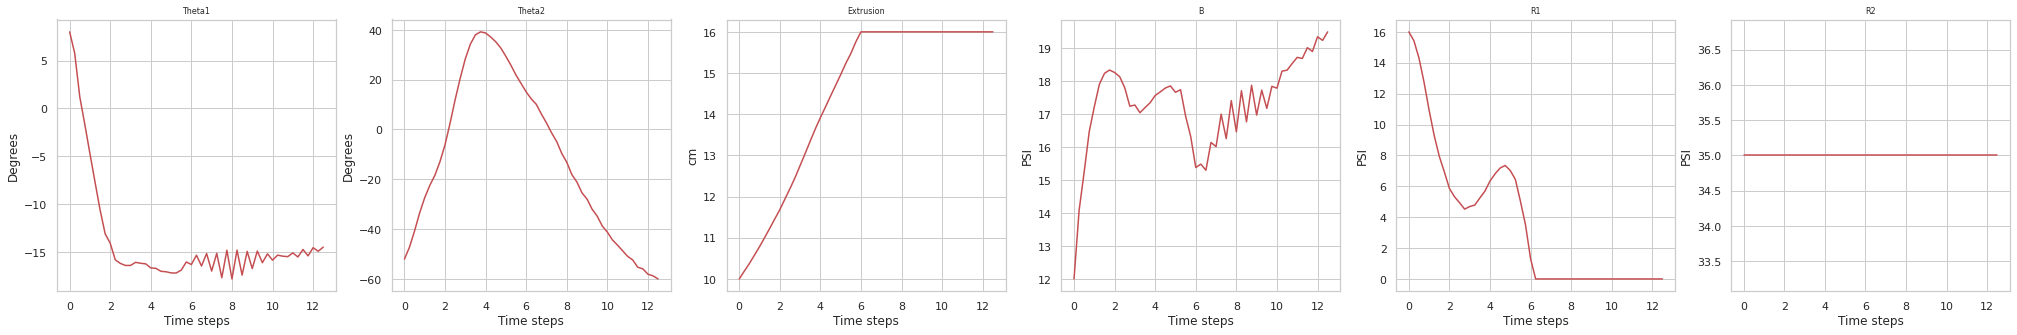 Theta1
Degrees
5
0
−5
−10
−15
0 2 4 6 8 10 12
Time steps
Theta2
Degrees
40
20
0
−20
−40
−60
0 2 4 6 8 10 12
Time steps
Extrusion
cm
16
15
14
13
12
11
10
0 2 4 6 8 10 12
Time steps
B
PSI
19
18
17
16
15
14
13
12
0 2 4 6 8 10 12
Time steps
R1
PSI
16
14
12
10
8
6
4
2
0
0 2 4 6 8 10 12
Time steps
R2
PSI
36.5
36.0
35.5
35.0
34.5
34.0
33.5
0 2 4 6 8 10 12
Time steps